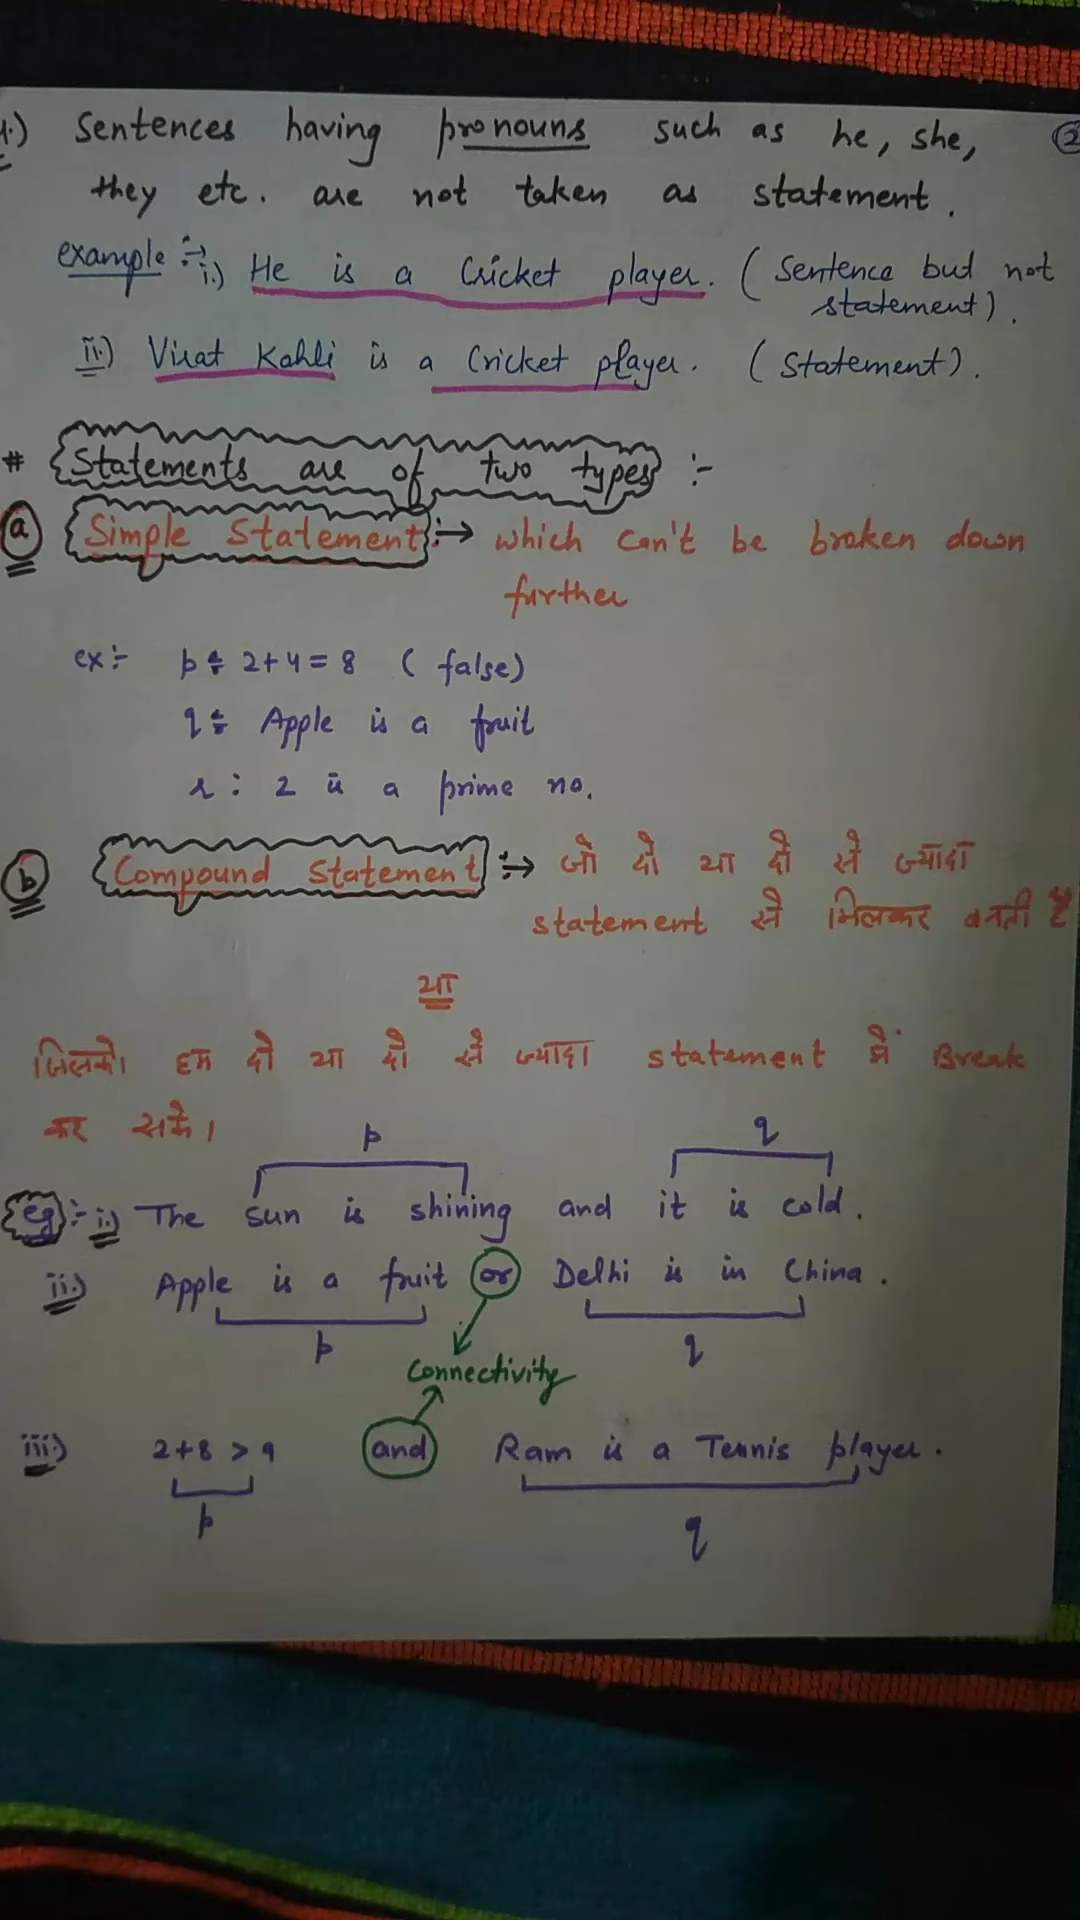 4.) Sentences having pronouns such as he, she, (2)
they etc. are not taken as statement.
example :→ i.) He is a Cricket player. (Sentence but not
statement).
ii.) Virat Kahli is a Cricket player. (Statement).
# Statements are of two types :-
(a) Simple Statement :→ which can't be broken down
further
ex:- p : 2+4=8 (false)
q : Apple is a fruit
r : 2 is a prime no.
(b) Compound Statement :→ जो दो या दो से ज्यादा
statement से मिलकर बनती है
या
जिसको हम दो या दो से ज्यादा statement में Break
कर सके।
p q
eg :- i.) The sun is shining and it is cold.
ii.) Apple is a fruit or Delhi is in China.
p q
Connectivity
iii.) 2+8 > 9 and Ram is a Tennis player.
p q